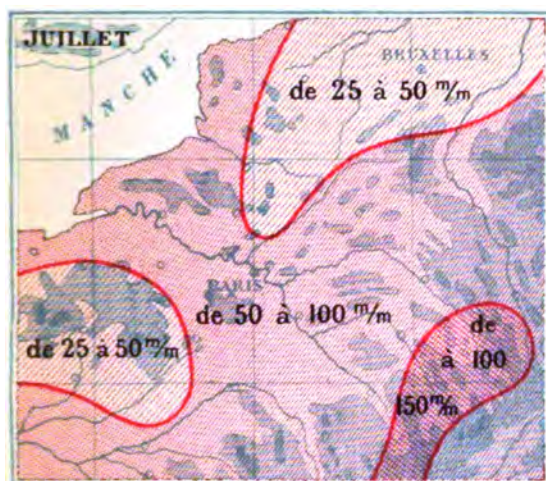 JUILLET
MANCHE
BRUXELLES
de 25 à 50 m/m
PARIS
de 50 à 100 m/m
de 25 à 50 m/m
de
à 100
150 m/m